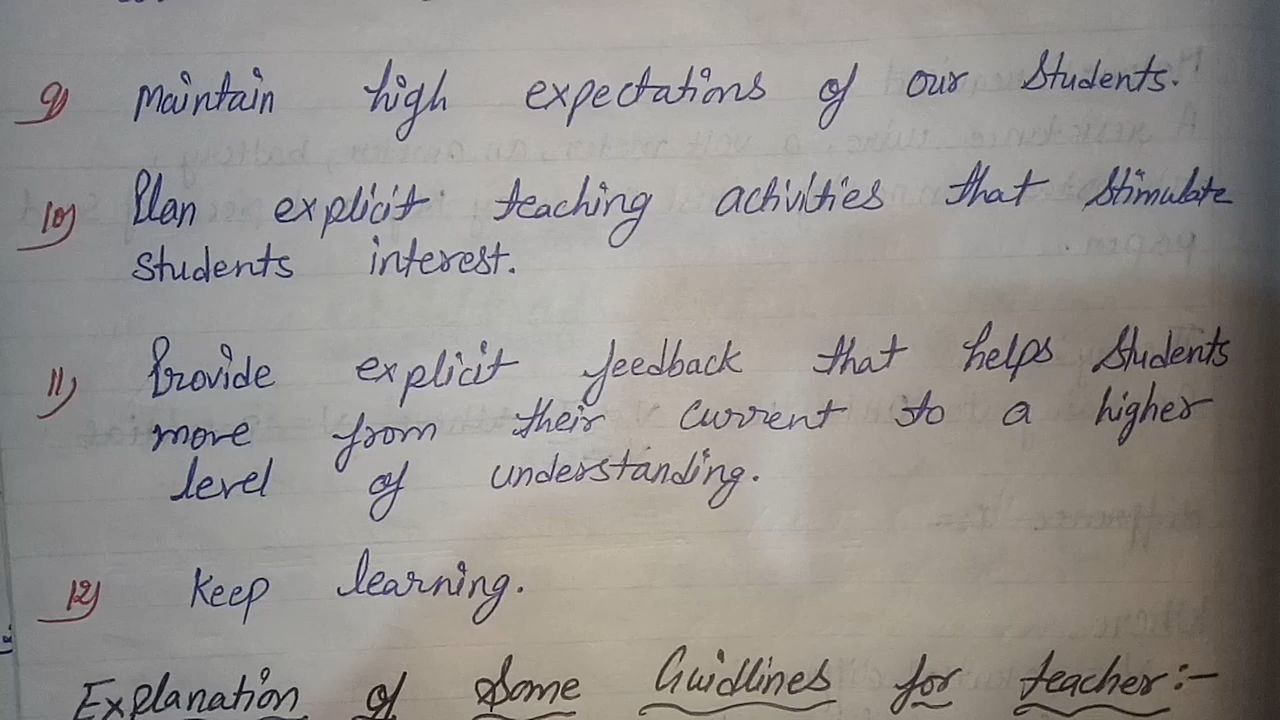 9) Maintain high expectations of our students.
10) Plan explicit teaching activities that stimulate
students interest.
11) Provide explicit feedback that helps students
more from their current to a higher
level of understanding.
12) Keep learning.
Explanation of Some Guidlines for teacher:-